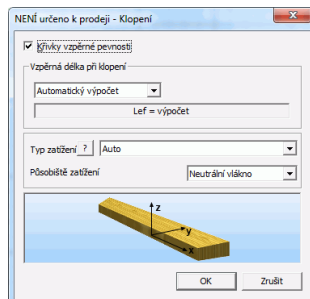 NENÍ určeno k prodeji - Klopení
Křivky vzpěrné pevnosti
Vzpěrná délka při klopení
Automatický výpočet
Lef = výpočet
Typ zatížení ? Auto
Působiště zatížení Neutrální vlákno
z
y
x
OK Zrušit